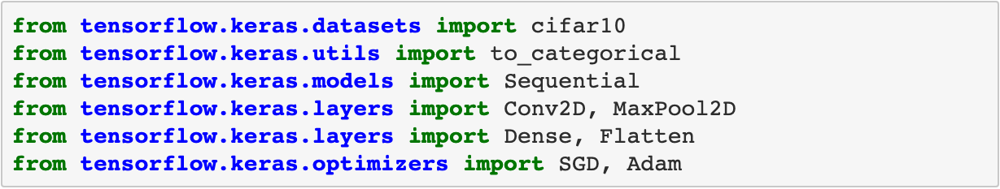 from tensorflow.keras.datasets import cifar10
from tensorflow.keras.utils import to_categorical
from tensorflow.keras.models import Sequential
from tensorflow.keras.layers import Conv2D, MaxPool2D
from tensorflow.keras.layers import Dense, Flatten
from tensorflow.keras.optimizers import SGD, Adam